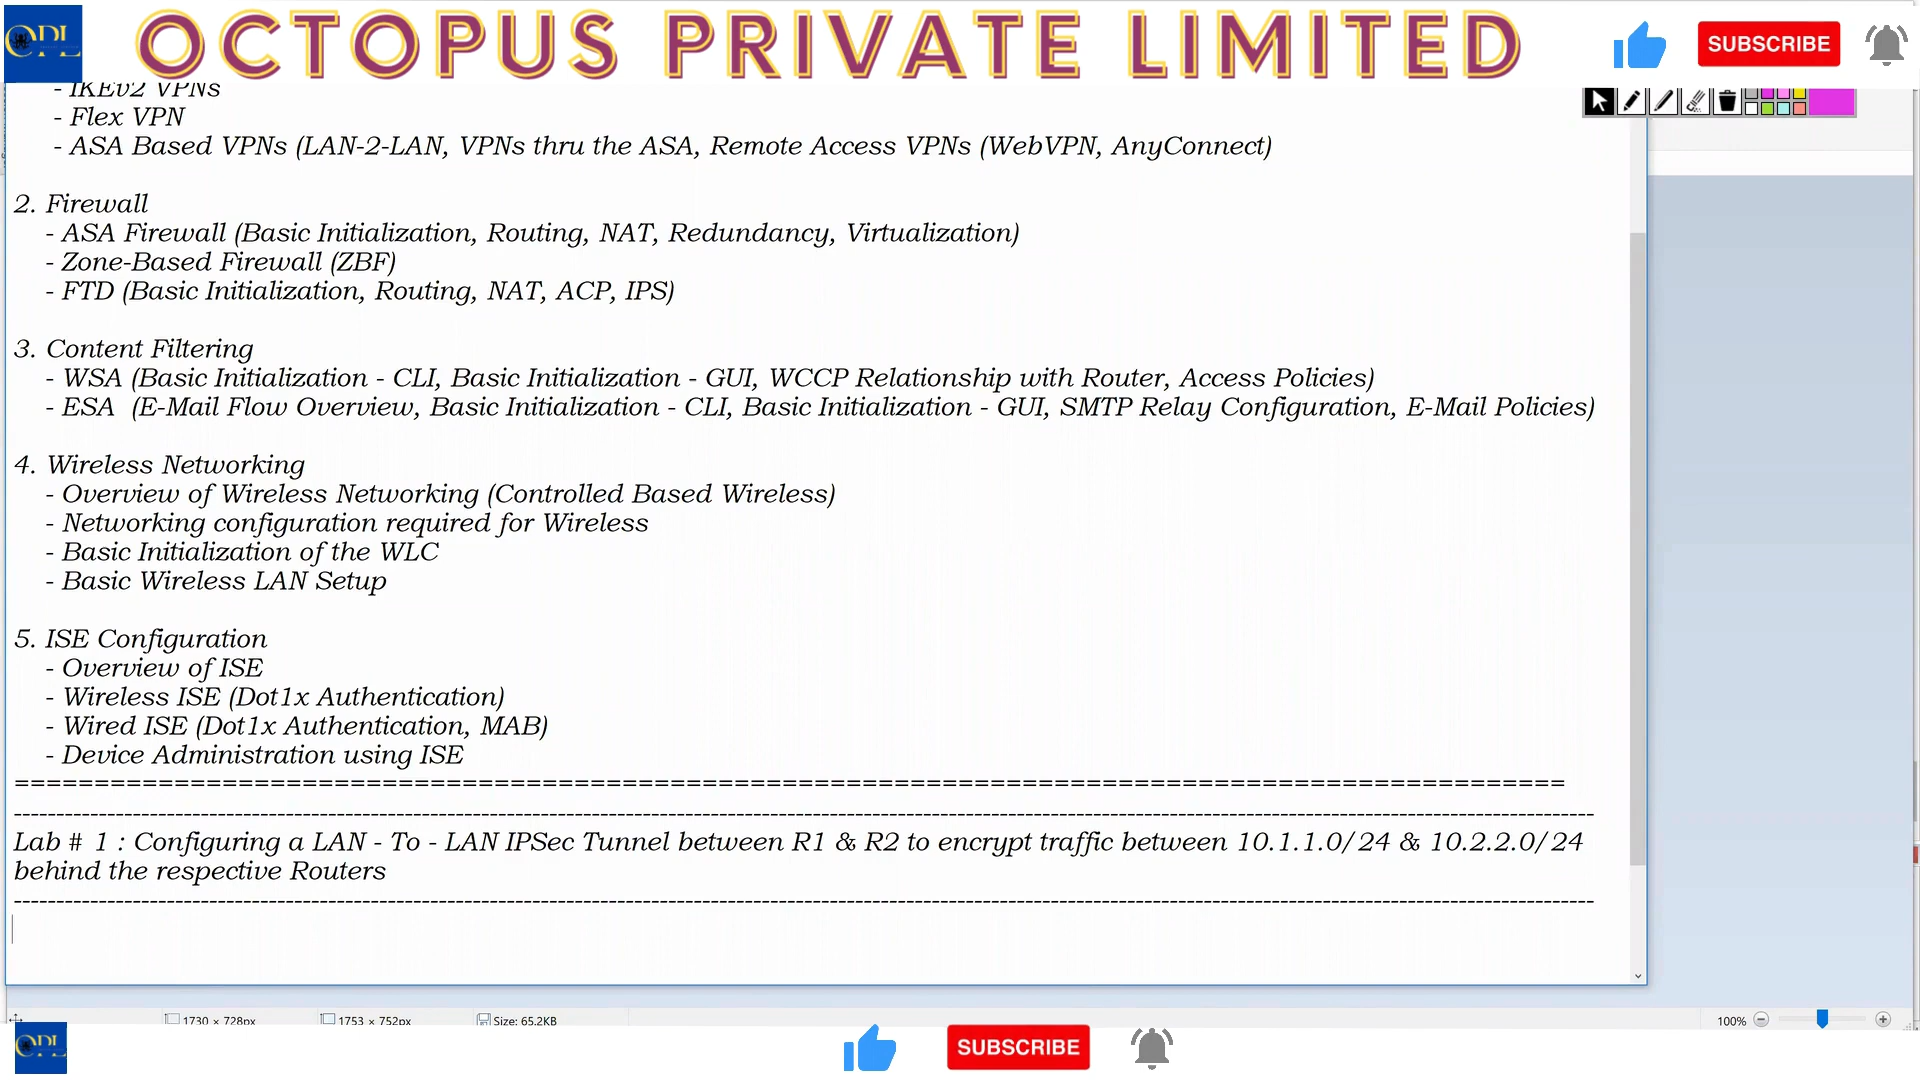 OPL
OCTOPUS PRIVATE LIMITED
SUBSCRIBE
- IKEv2 VPNs
- Flex VPN
- ASA Based VPNs (LAN-2-LAN, VPNs thru the ASA, Remote Access VPNs (WebVPN, AnyConnect)
2. Firewall
- ASA Firewall (Basic Initialization, Routing, NAT, Redundancy, Virtualization)
- Zone-Based Firewall (ZBF)
- FTD (Basic Initialization, Routing, NAT, ACP, IPS)
3. Content Filtering
- WSA (Basic Initialization - CLI, Basic Initialization - GUI, WCCP Relationship with Router, Access Policies)
- ESA (E-Mail Flow Overview, Basic Initialization - CLI, Basic Initialization - GUI, SMTP Relay Configuration, E-Mail Policies)
4. Wireless Networking
- Overview of Wireless Networking (Controlled Based Wireless)
- Networking configuration required for Wireless
- Basic Initialization of the WLC
- Basic Wireless LAN Setup
5. ISE Configuration
- Overview of ISE
- Wireless ISE (Dot1x Authentication)
- Wired ISE (Dot1x Authentication, MAB)
- Device Administration using ISE
Lab # 1 : Configuring a LAN - To - LAN IPSec Tunnel between R1 & R2 to encrypt traffic between 10.1.1.0/24 & 10.2.2.0/24
behind the respective Routers
1730 × 728px 1753 × 752px Size: 65.2KB 100%
OPL
SUBSCRIBE